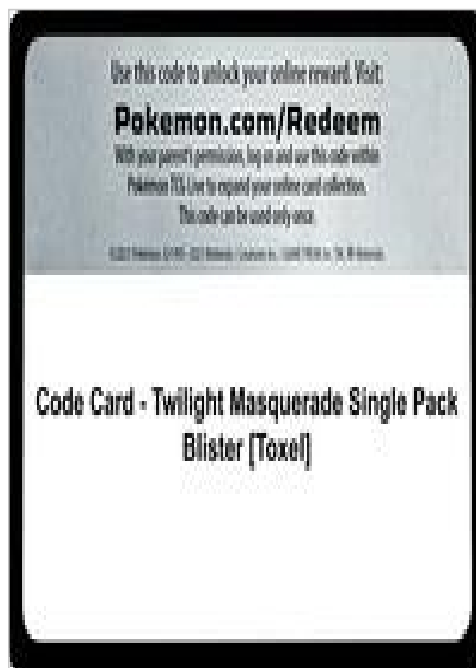 Use this code to unlock your online reward. Visit:
Pokemon.com/Redeem
With your parent's permission, log on and use this code within
Pokémon TCG Live to expand your online card collection.
This code can be used only once.
Code Card - Twilight Masquerade Single Pack
Blister [Toxel]